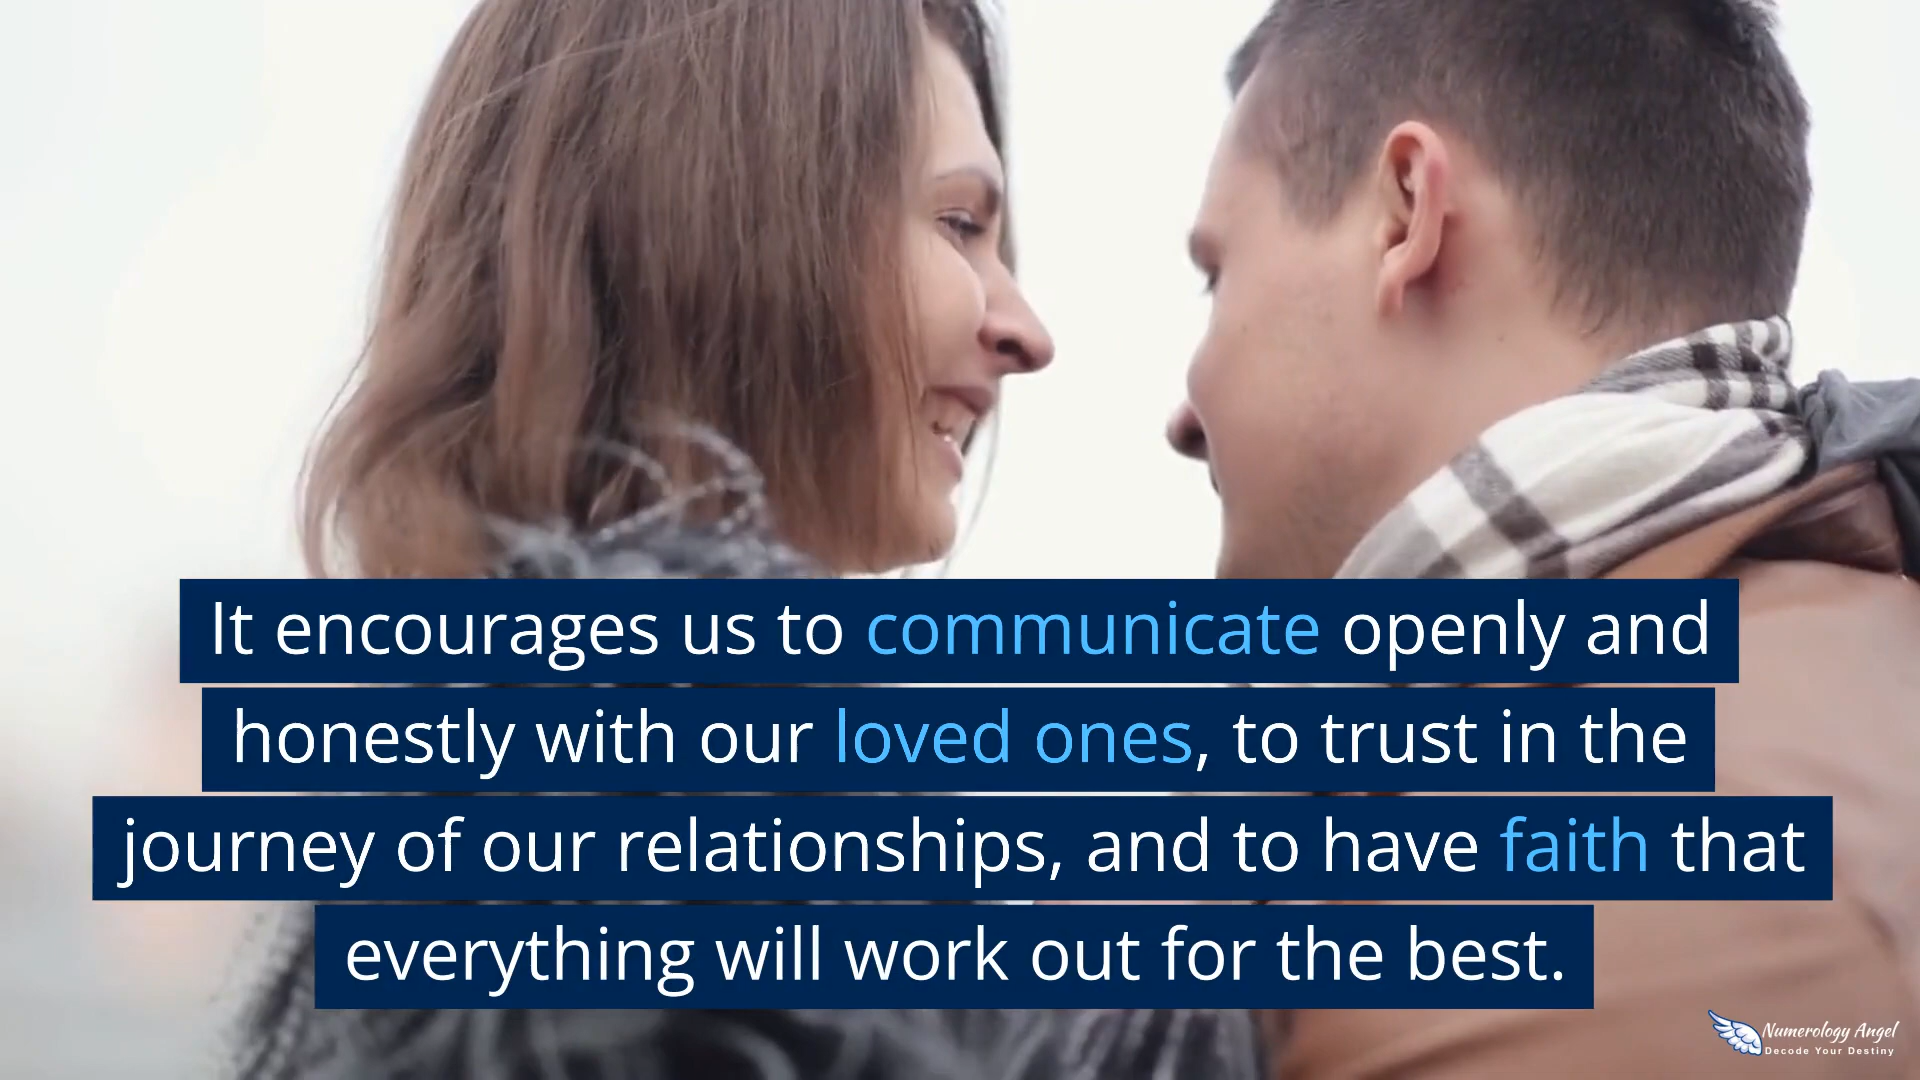 It encourages us to communicate openly and
honestly with our loved ones, to trust in the
journey of our relationships, and to have faith that
everything will work out for the best.
Numerology Angel
Decode Your Destiny